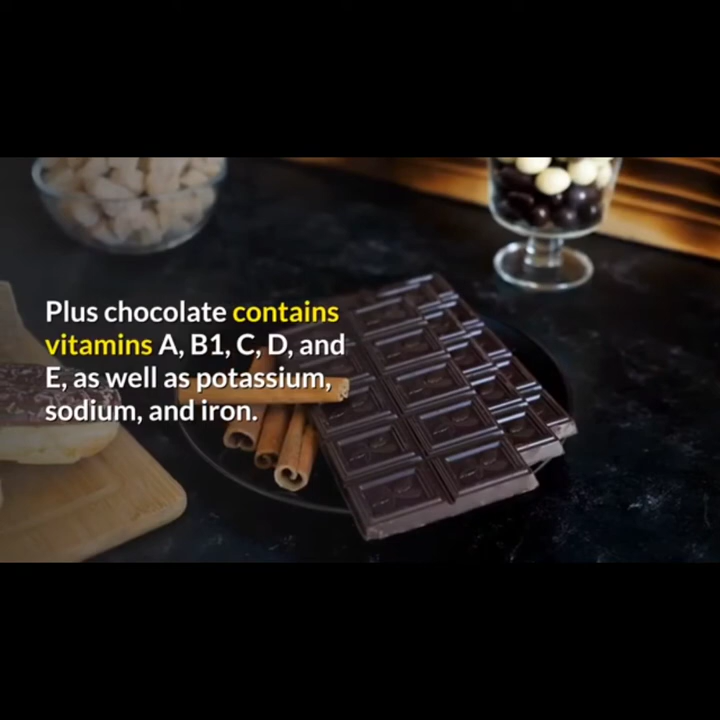 Plus chocolate contains
vitamins A, B1, C, D, and
E, as well as potassium,
sodium, and iron.